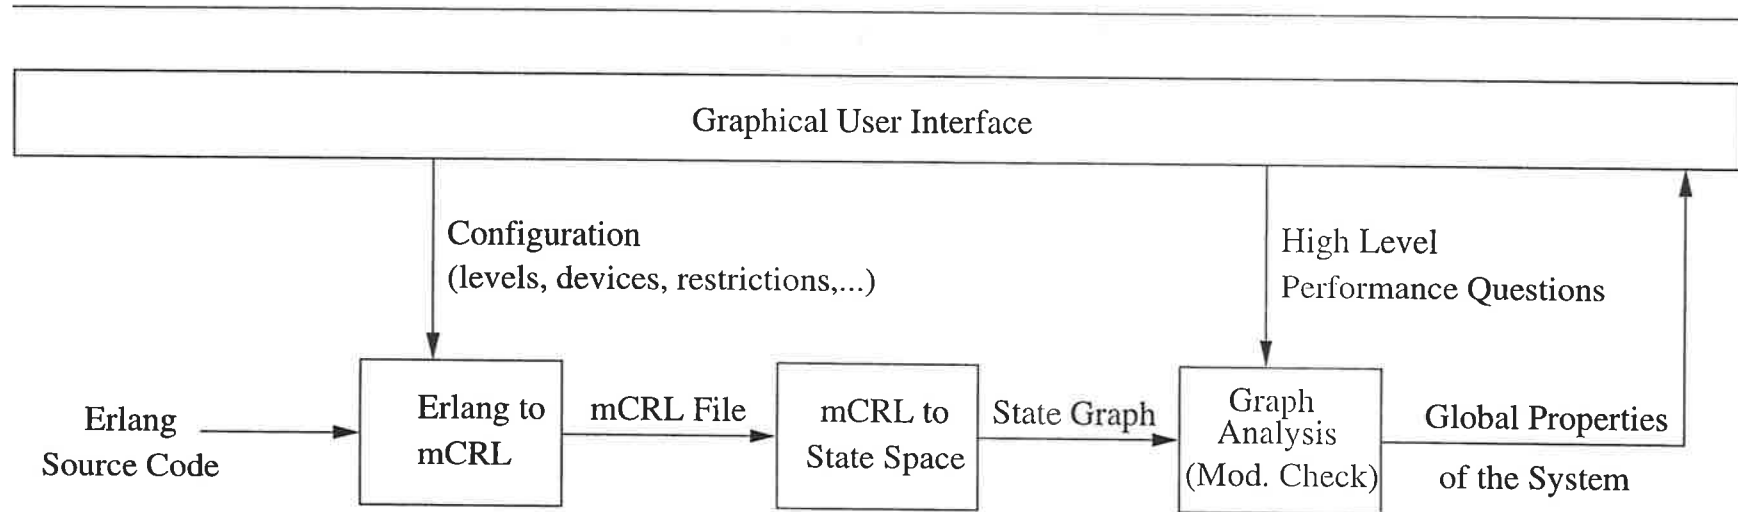 Graphical User Interface
Configuration
(levels, devices, restrictions,...)
High Level
Performance Questions
Erlang
Source Code
Erlang to
mCRL
mCRL File
mCRL to
State Space
State Graph
Graph
Analysis
(Mod. Check)
Global Properties
of the System